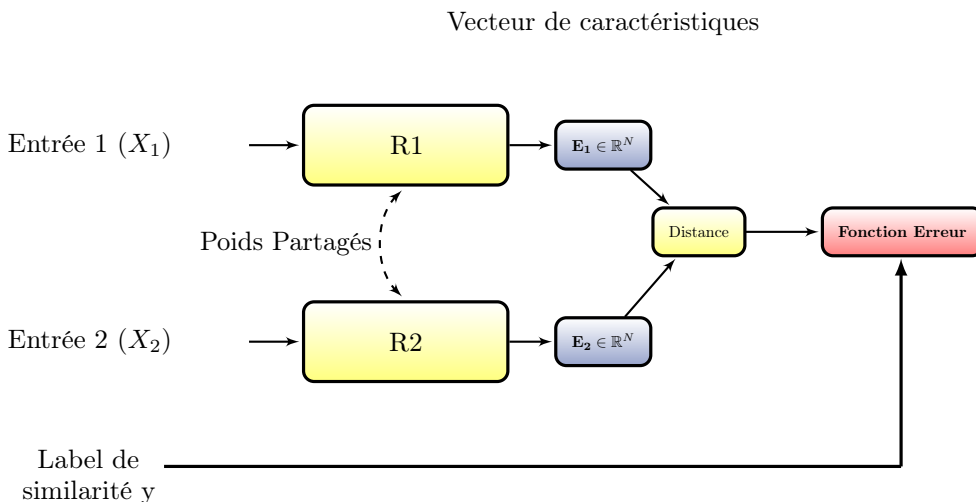 Vecteur de caractéristiques
Entrée 1 (X₁)
R1
E₁ ∈ ℝᴺ
Poids Partagés
Distance
Fonction Erreur
Entrée 2 (X₂)
R2
E₂ ∈ ℝᴺ
Label de
similarité y